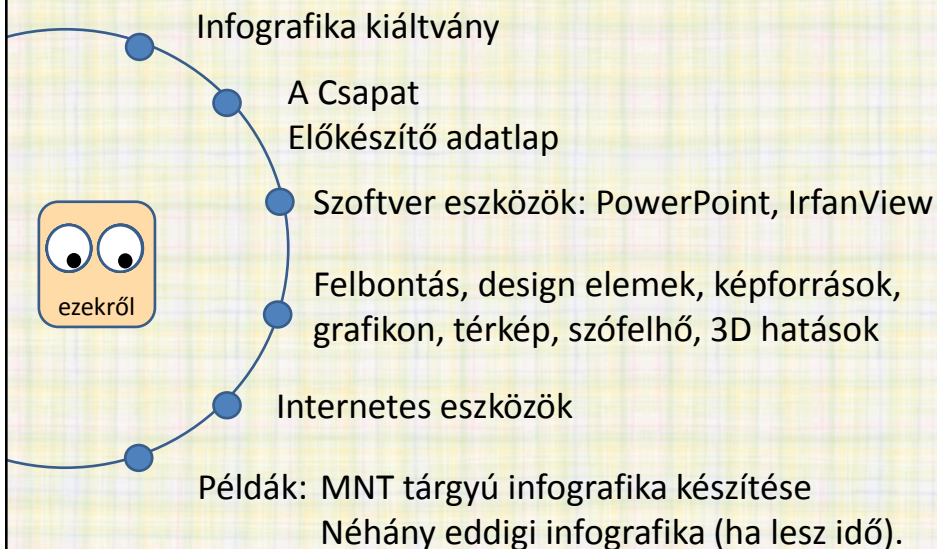 Infografika kiáltvány
A Csapat
Előkészítő adatlap
Szoftver eszközök: PowerPoint, IrfanView
ezekről
Felbontás, design elemek, képforrások,
grafikon, térkép, szófelhő, 3D hatások
Internetes eszközök
Példák: MNT tárgyú infografika készítése
Néhány eddigi infografika (ha lesz idő).